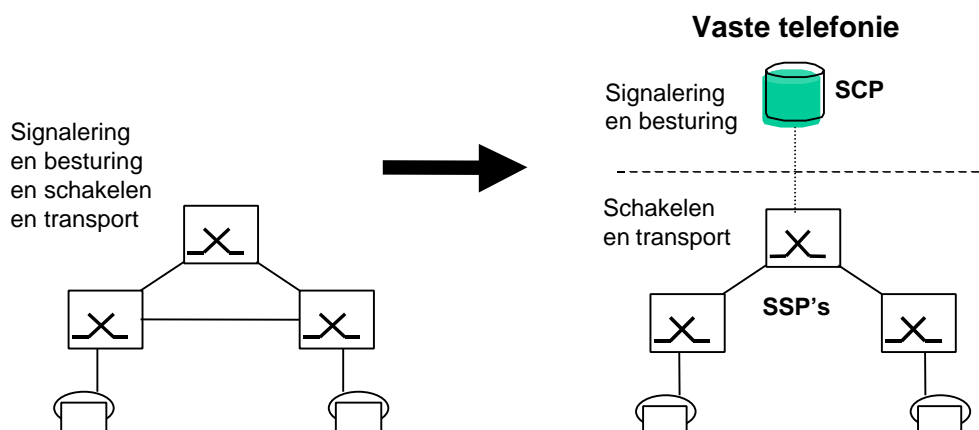 Vaste telefonie
Signalering
en besturing
en schakelen
en transport
Signalering
en besturing
SCP
Schakelen
en transport
SSP's